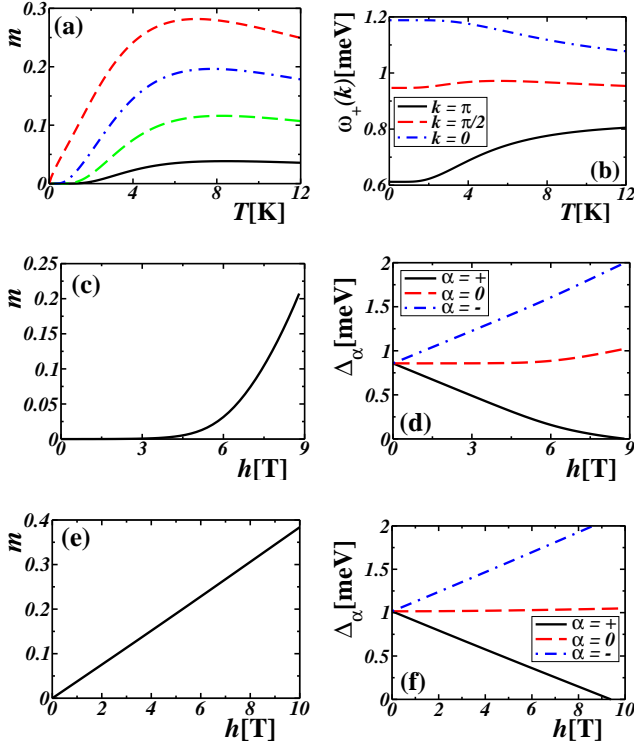 (a)
m
0.3
0.2
0.1
0
0 4 8 12
T[K]
(b)
ω+(k)[meV]
1.2
1
0.8
0.6
0 4 8 12
T[K]
k = π
k = π/2
k = 0
(c)
m
0.25
0.2
0.15
0.1
0.05
0
0 3 6 9
h[T]
(d)
Δα[meV]
2
1.5
1
0.5
0
0 3 6 9
h[T]
α = +
α = 0
α = -
(e)
m
0.4
0.3
0.2
0.1
0
0 2 4 6 8 10
h[T]
(f)
Δα[meV]
2
2
1
0.5
0
0 2 4 6 8 10
h[T]
α = +
α = 0
α = -